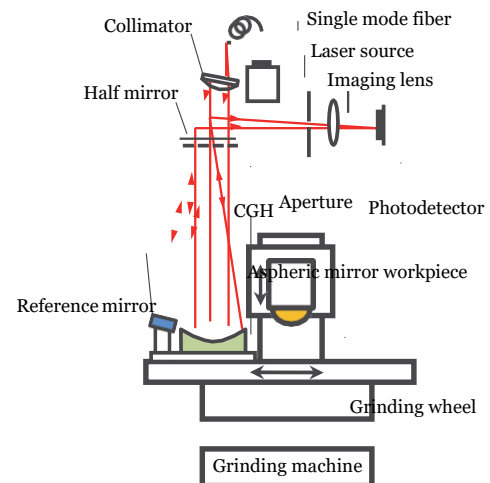 Single mode fiber
Collimator
Laser source
Imaging lens
Half mirror
CGH
Aperture
Photodetector
Aspheric mirror workpiece
Reference mirror
Grinding wheel
Grinding machine